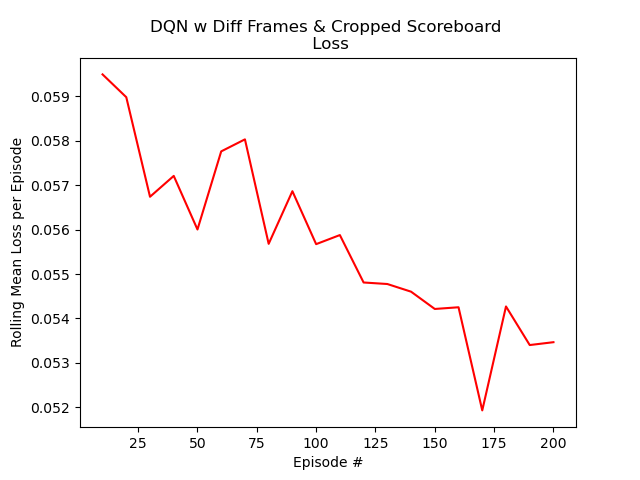 DQN w Diff Frames & Cropped Scoreboard
Loss
0.059
0.058
0.057
0.056
0.055
0.054
0.053
0.052
Rolling Mean Loss per Episode
25 50 75 100 125 150 175 200
Episode #